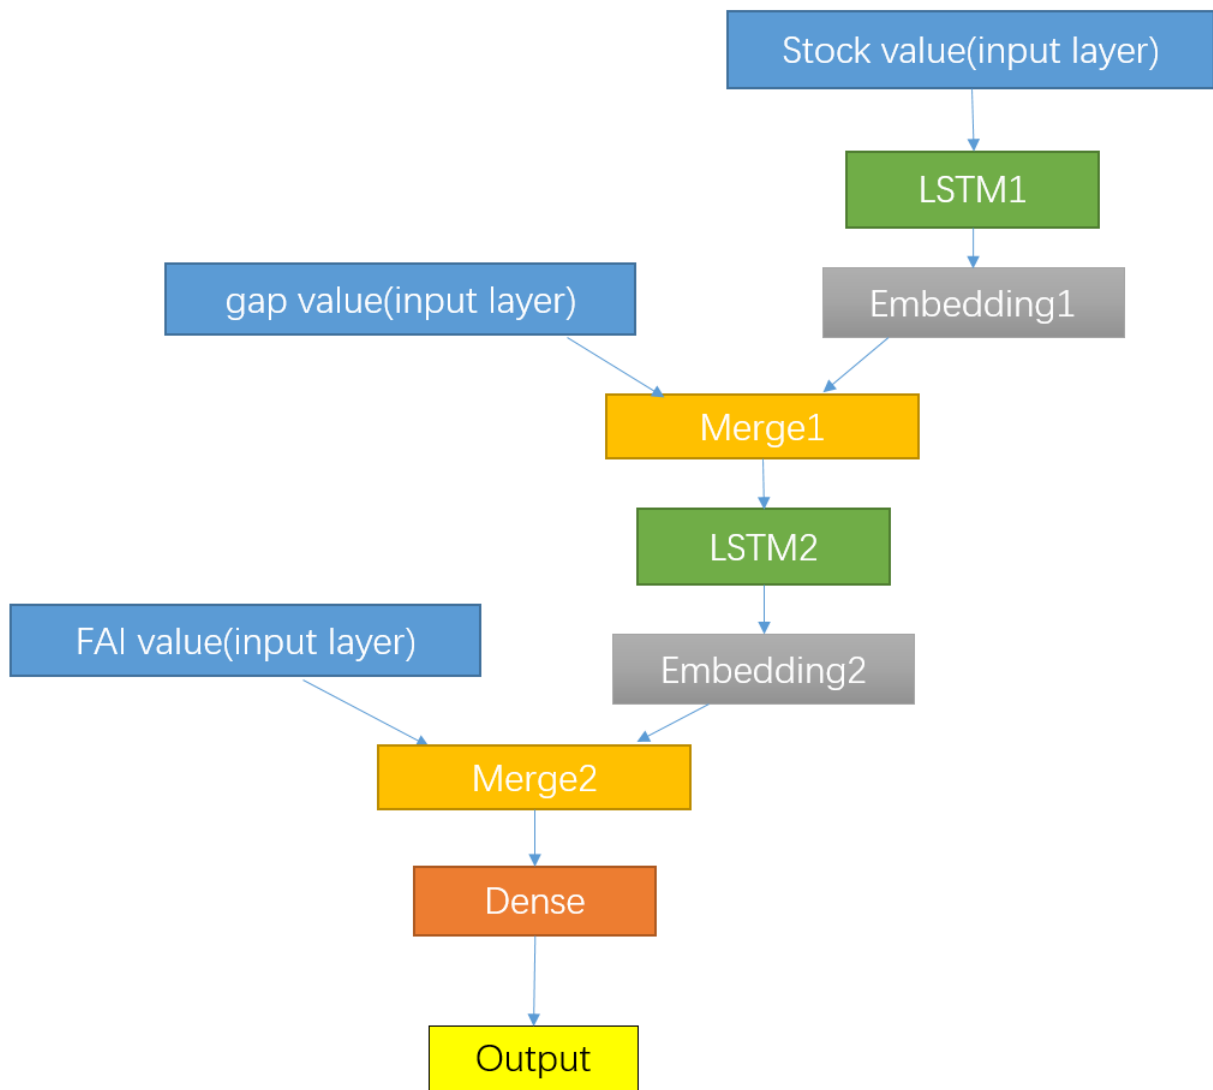 Stock value(input layer)
LSTM1
gap value(input layer)
Embedding1
Merge1
LSTM2
FAI value(input layer)
Embedding2
Merge2
Dense
Output